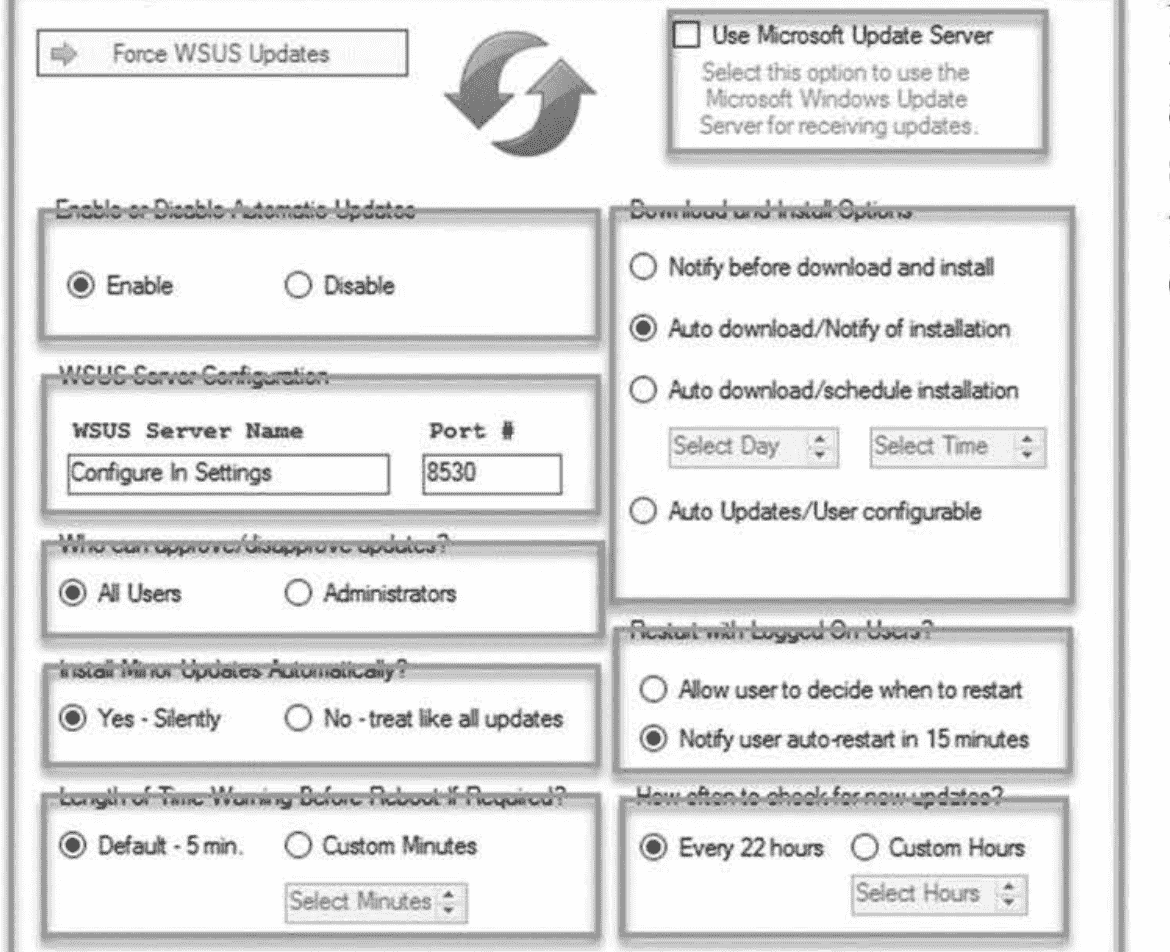 Force WSUS Updates
Use Microsoft Update Server
Select this option to use the
Microsoft Windows Update
Server for receiving updates.
Enable or Disable Automatic Updates
Enable
Disable
WSUS Server Configuration
WSUS Server Name
Port #
Configure In Settings
8530
Who can approve/disapprove updates?
All Users
Administrators
Install Minor Updates Automatically?
Yes - Silently
No - treat like all updates
Length of Time Warning Before Reboot If Required?
Default - 5 min.
Custom Minutes
Select Minutes
Download and Install Options
Notify before download and install
Auto download/Notify of installation
Auto download/schedule installation
Select Day
Select Time
Auto Updates/User configurable
Restart with Logged On Users?
Allow user to decide when to restart
Notify user auto-restart in 15 minutes
How often to check for new updates?
Every 22 hours
Custom Hours
Select Hours